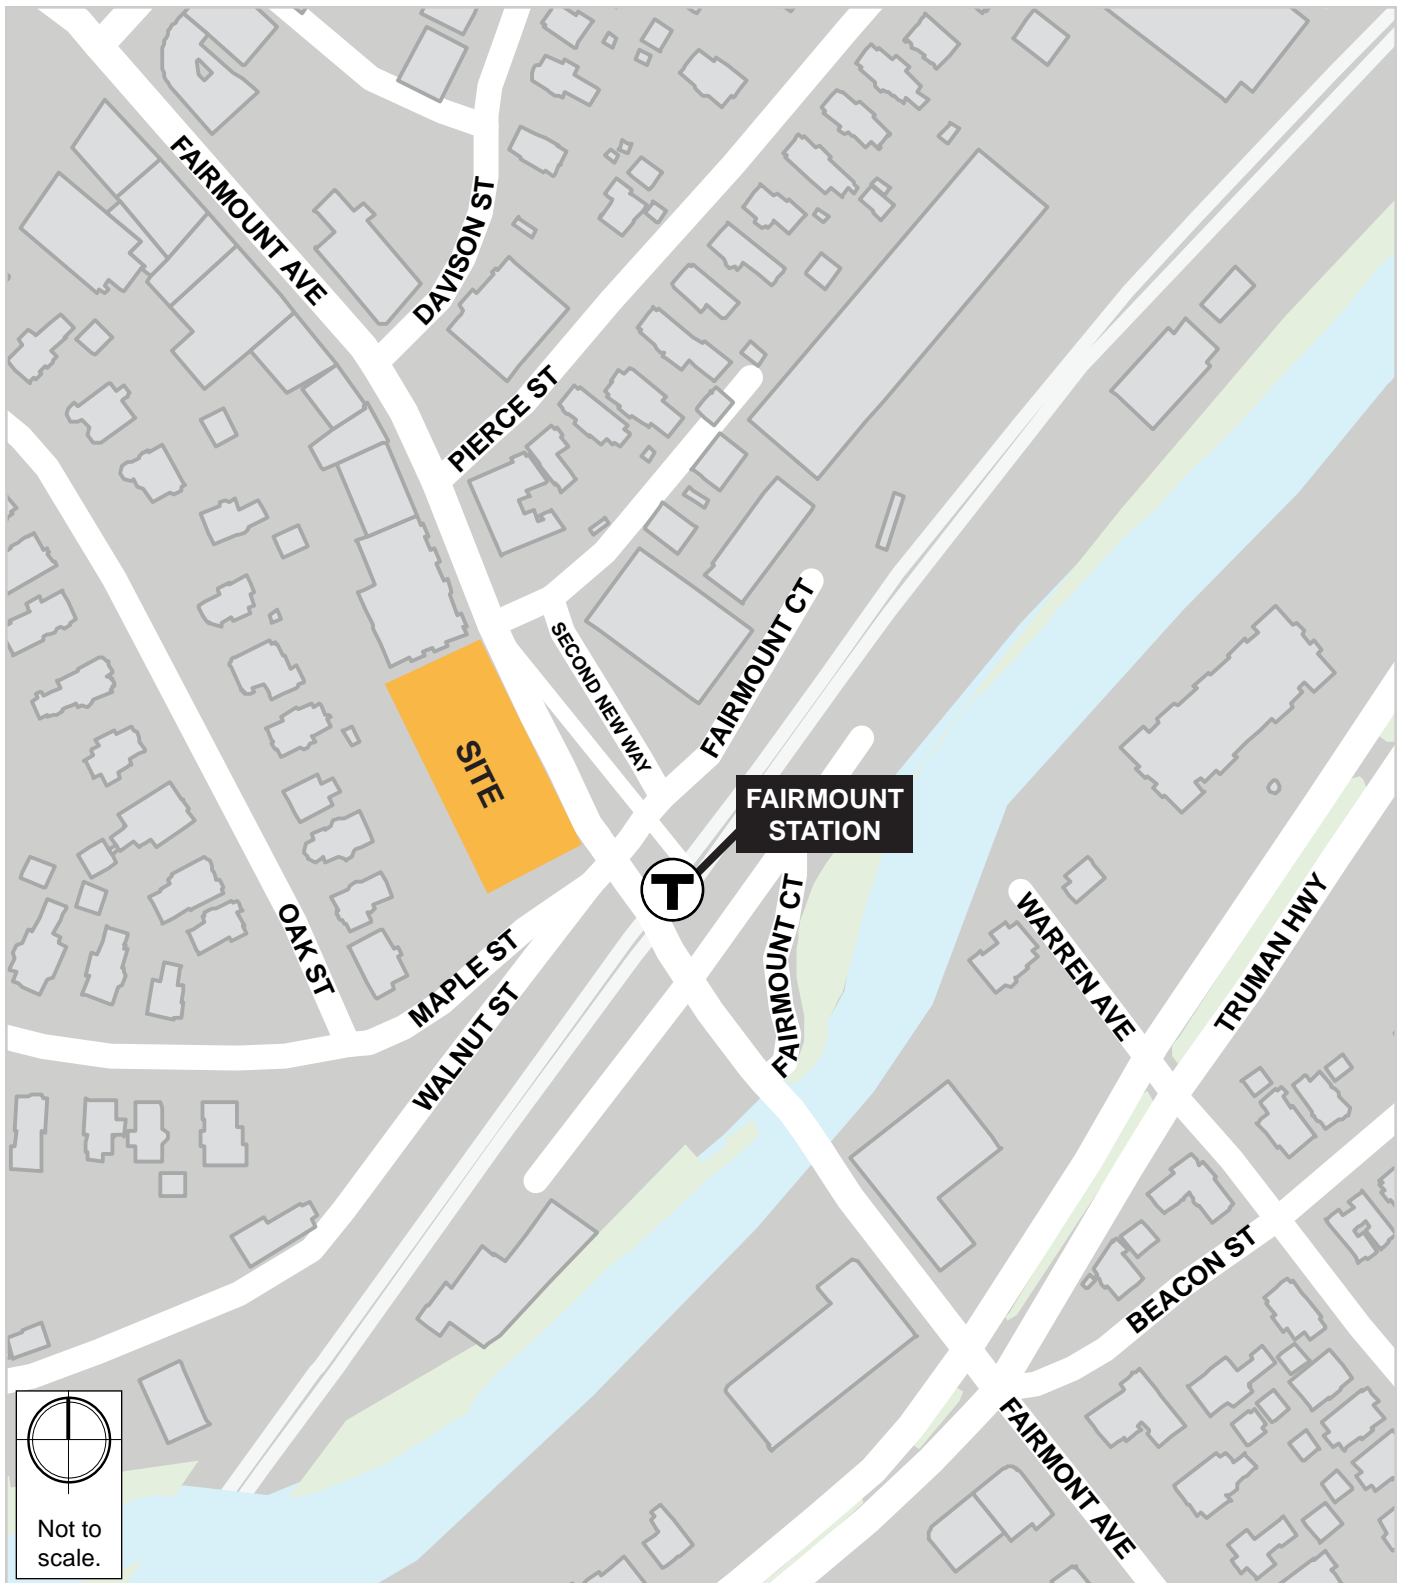 FAIRMOUNT AVE
DAVISON ST
PIERCE ST
SECOND NEW WAY
FAIRMOUNT CT
SITE
FAIRMOUNT
STATION
T
OAK ST
MAPLE ST
WALNUT ST
FAIRMOUNT CT
WARREN AVE
TRUMAN HWY
BEACON ST
FAIRMONT AVE
Not to
scale.